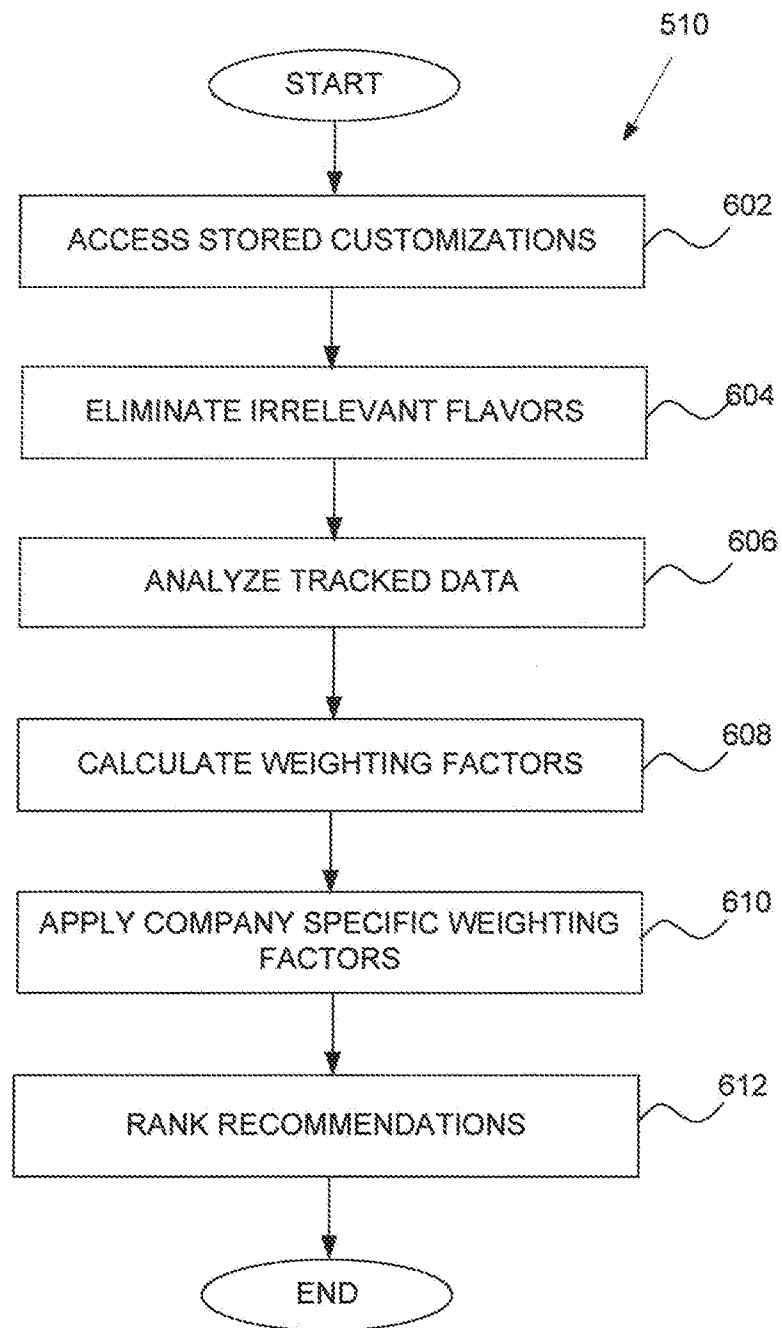 510
START
602
ACCESS STORED CUSTOMIZATIONS
604
ELIMINATE IRRELEVANT FLAVORS
606
ANALYZE TRACKED DATA
608
CALCULATE WEIGHTING FACTORS
610
APPLY COMPANY SPECIFIC WEIGHTING
FACTORS
612
RANK RECOMMENDATIONS
END